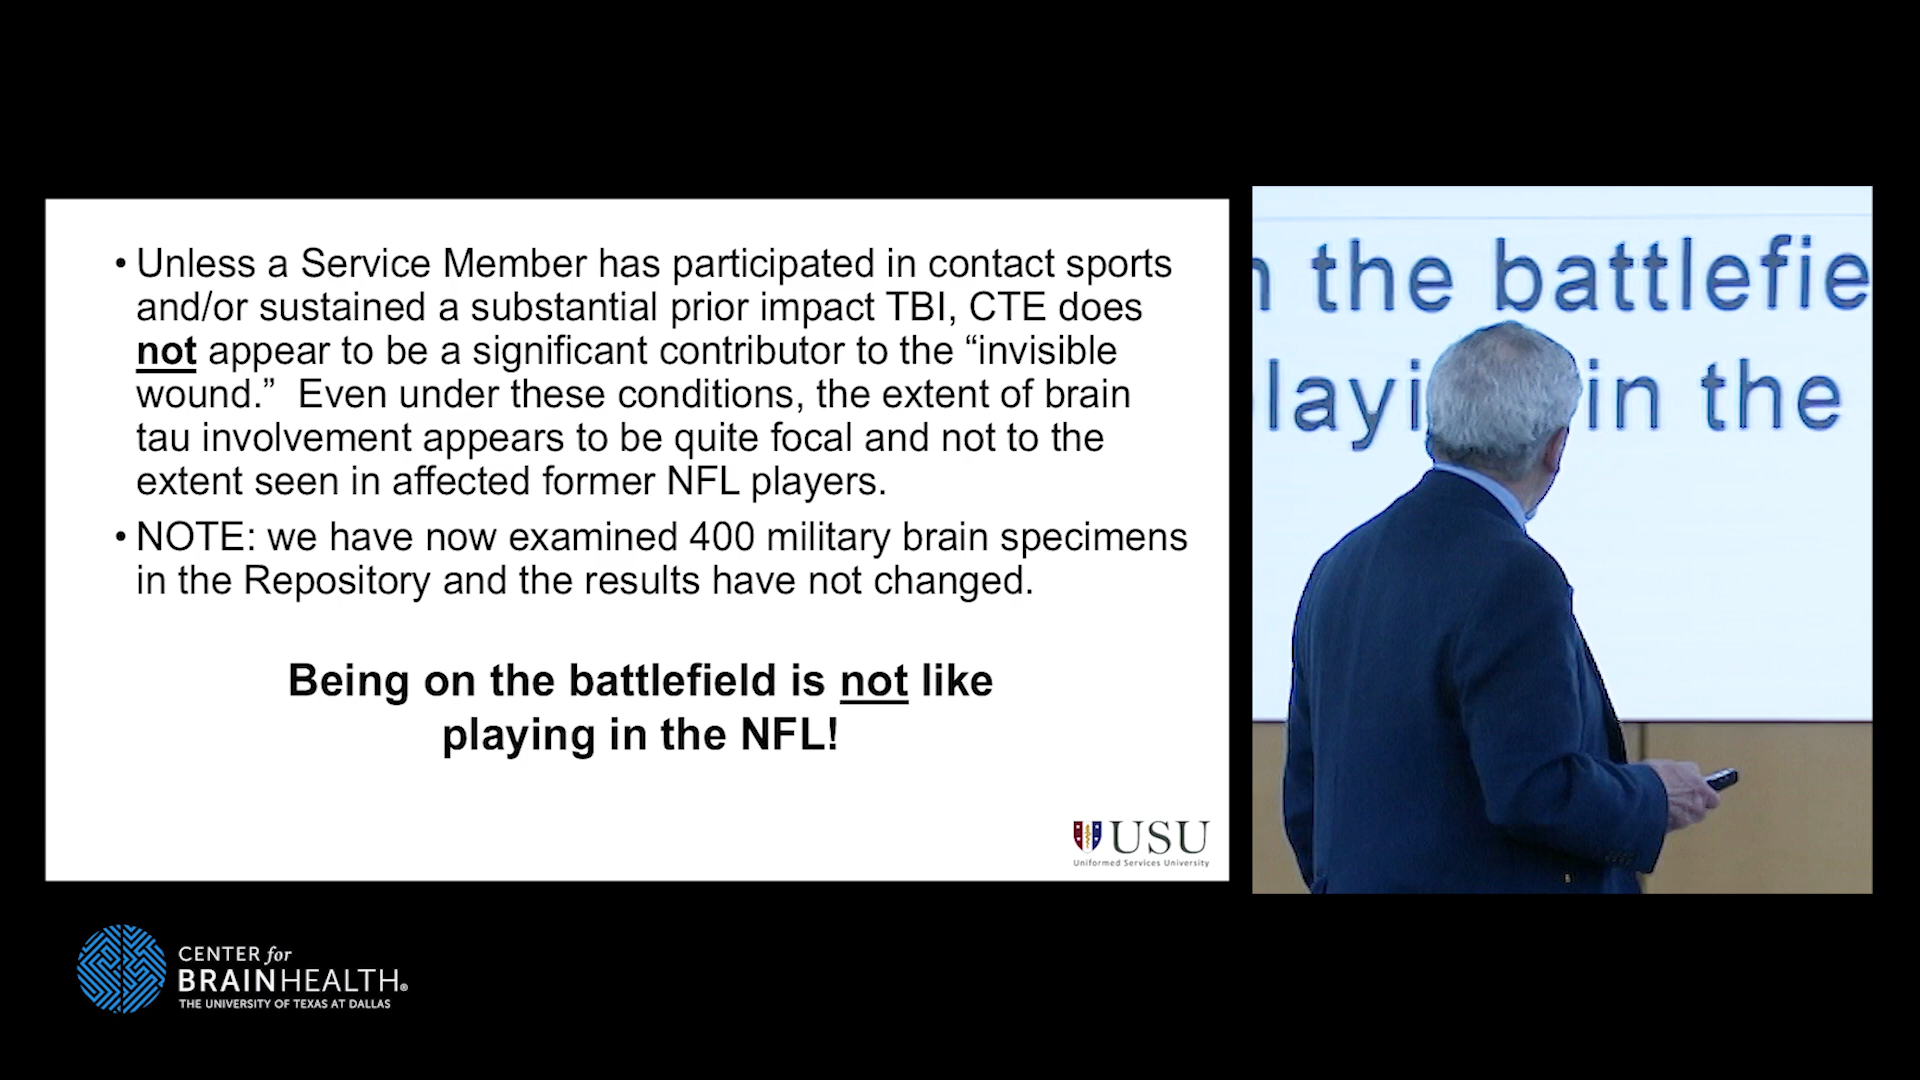 • Unless a Service Member has participated in contact sports
and/or sustained a substantial prior impact TBI, CTE does
not appear to be a significant contributor to the “invisible
wound.”  Even under these conditions, the extent of brain
tau involvement appears to be quite focal and not to the
extent seen in affected former NFL players.
• NOTE: we have now examined 400 military brain specimens
in the Repository and the results have not changed.
Being on the battlefield is not like
playing in the NFL!
USU
Uniformed Services University
the battlefie
in the
CENTER for
BRAINHEALTH®
THE UNIVERSITY OF TEXAS AT DALLAS